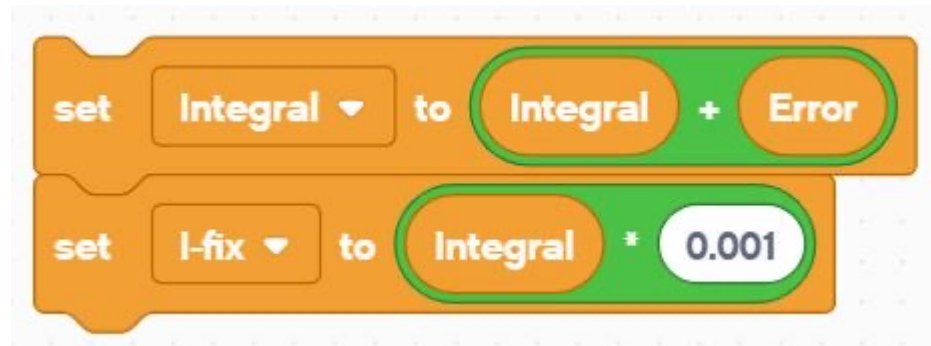 set Integral to Integral + Error
set I-fix to Integral * 0.001